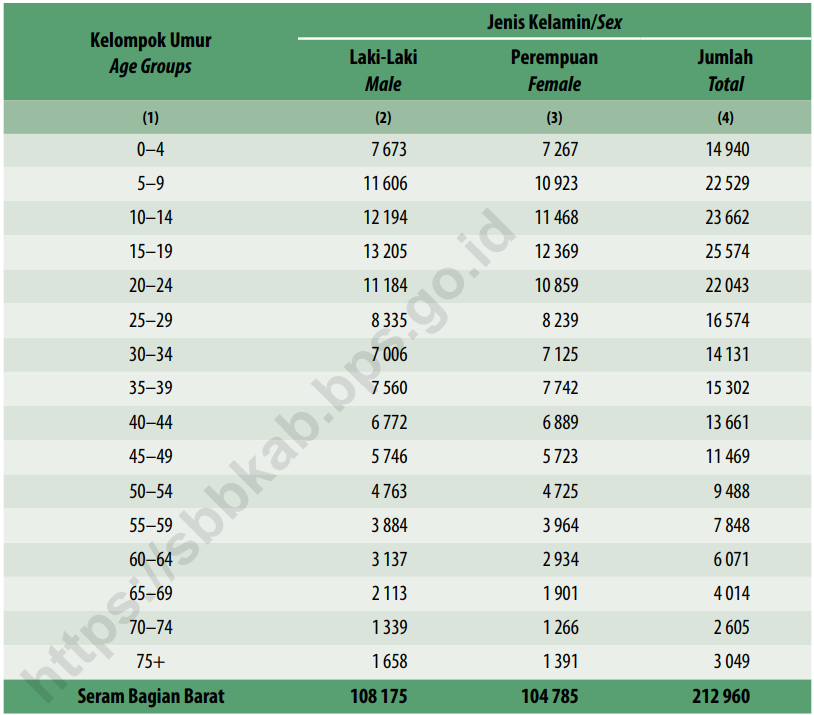 Kelompok Umur
Age Groups
Jenis Kelamin/Sex
Laki-Laki
Male
Perempuan
Female
Jumlah
Total
(1) (2) (3) (4)
0–4 7 673 7 267 14 940
5–9 11 606 10 923 22 529
10–14 12 194 11 468 23 662
15–19 13 205 12 369 25 574
20–24 11 184 10 859 22 043
25–29 8 335 8 239 16 574
30–34 7 006 7 125 14 131
35–39 7 560 7 742 15 302
40–44 6 772 6 889 13 661
45–49 5 746 5 723 11 469
50–54 4 763 4 725 9 488
55–59 3 884 3 964 7 848
60–64 3 137 2 934 6 071
65–69 2 113 1 901 4 014
70–74 1 339 1 266 2 605
75+ 1 658 1 391 3 049
Seram Bagian Barat 108 175 104 785 212 960
https://sbbkab.bps.go.id